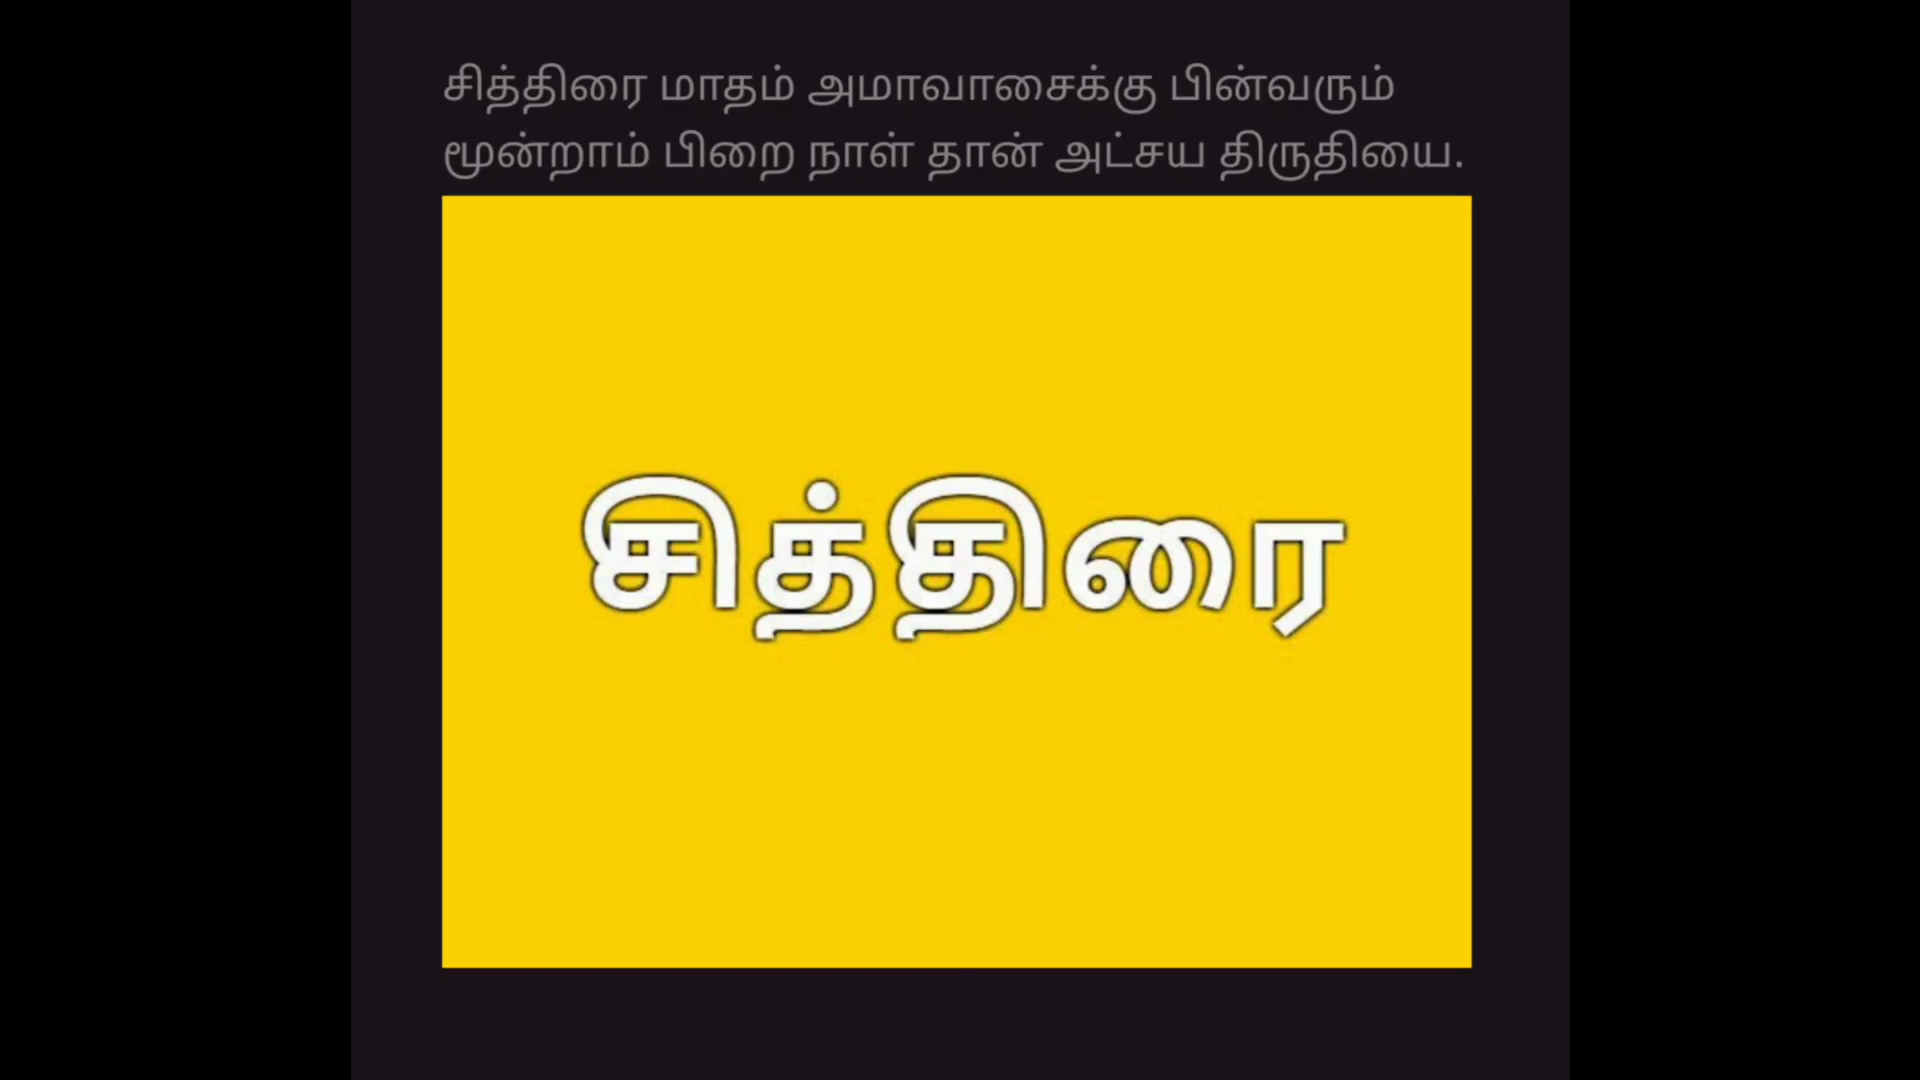 சித்திரை மாதம் அமாவாசைக்கு பின்வரும்
மூன்றாம் பிறை நாள் தான் அட்சய திருதியை.
சித்திரை